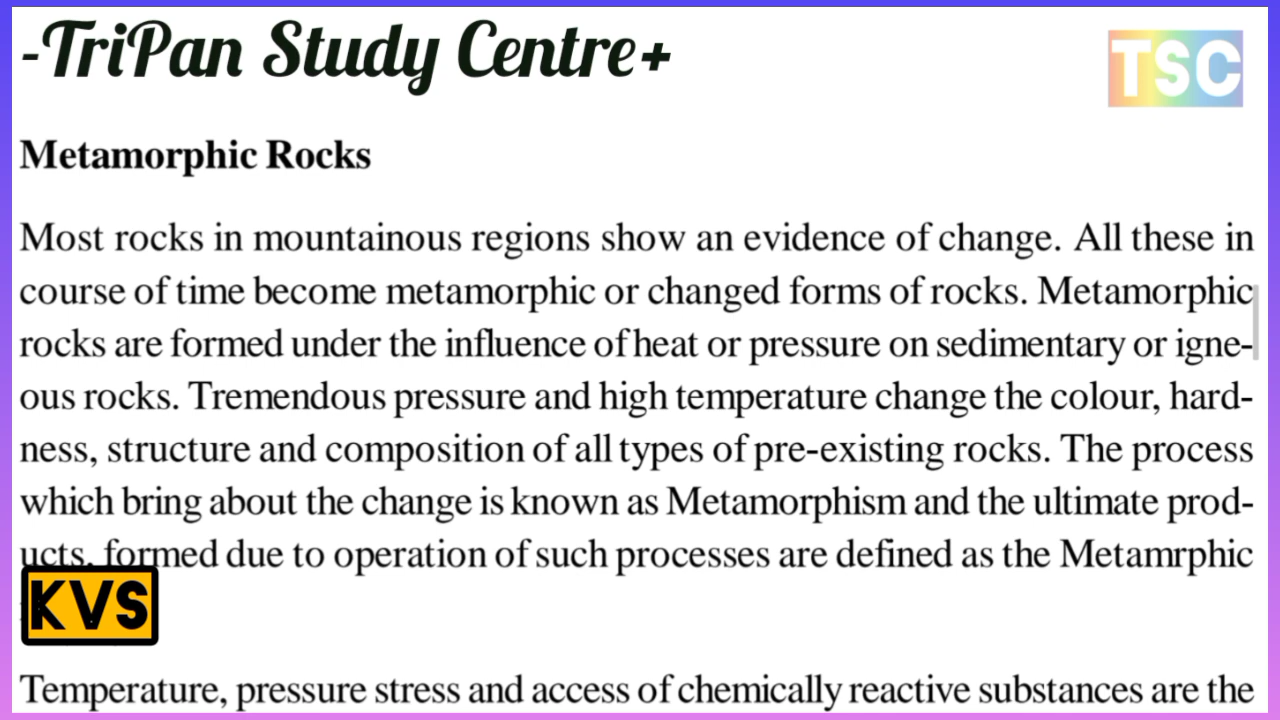 -TriPan Study Centre+
TSC
Metamorphic Rocks
Most rocks in mountainous regions show an evidence of change. All these in
course of time become metamorphic or changed forms of rocks. Metamorphic
rocks are formed under the influence of heat or pressure on sedimentary or igne-
ous rocks. Tremendous pressure and high temperature change the colour, hard-
ness, structure and composition of all types of pre-existing rocks. The process
which bring about the change is known as Metamorphism and the ultimate prod-
ucts, formed due to operation of such processes are defined as the Metamrphic
KVS
Temperature, pressure stress and access of chemically reactive substances are the